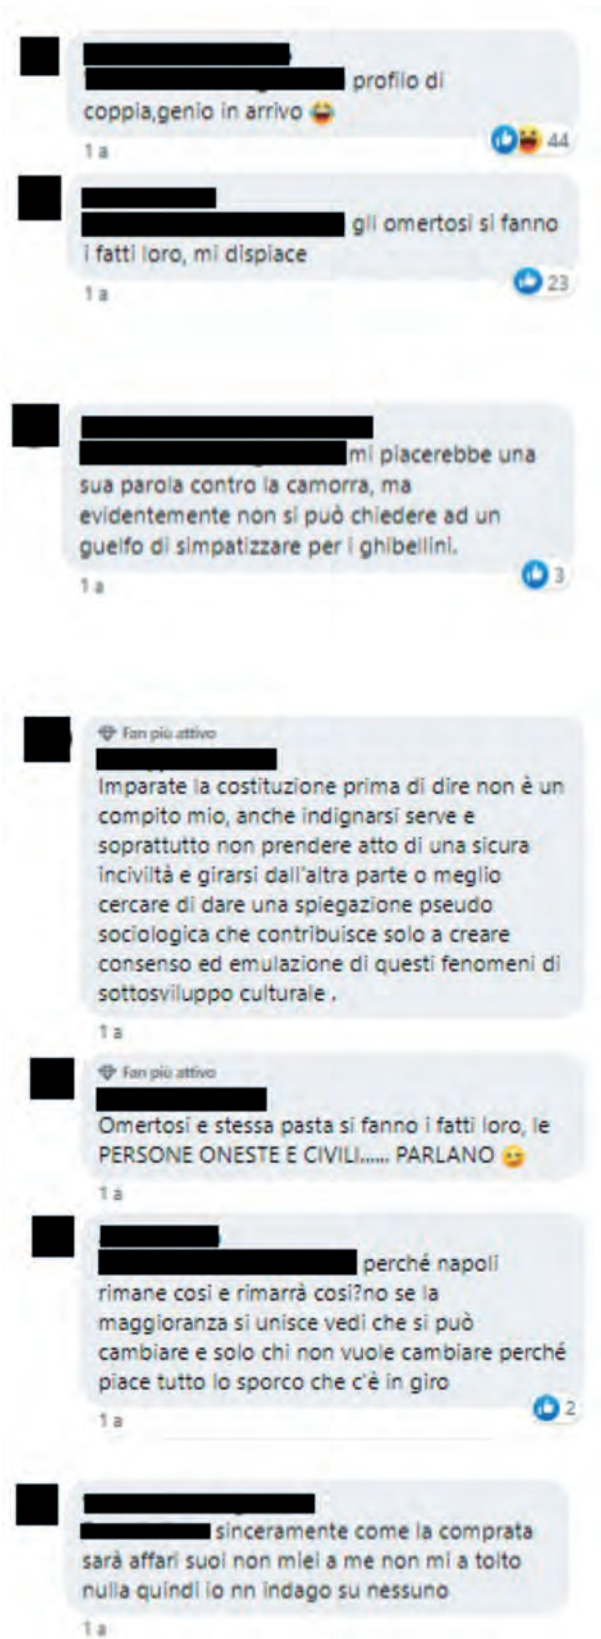 profilo di
coppia,genio in arrivo 😂
1 a
44
gli omertosi si fanno
i fatti loro, mi dispiace
1 a
23
mi piacerebbe una
sua parola contro la camorra, ma
evidentemente non si può chiedere ad un
guelfo di simpatizzare per i ghibellini.
1 a
3
Fan più attivo
Imparate la costituzione prima di dire non è un
compito mio, anche indignarsi serve e
soprattutto non prendere atto di una sicura
inciviltà e girarsi dall'altra parte o meglio
cercare di dare una spiegazione pseudo
sociologica che contribuisce solo a creare
consenso ed emulazione di questi fenomeni di
sottosviluppo culturale .
1 a
Fan più attivo
Omertosi e stessa pasta si fanno i fatti loro, le
PERSONE ONESTE E CIVILI...... PARLANO 😉
1 a
perché napoli
rimane cosi e rimarrà cosi?no se la
maggioranza si unisce vedi che si può
cambiare e solo chi non vuole cambiare perché
piace tutto lo sporco che c'è in giro
1 a
2
sinceramente come la comprata
sarà affari suoi non miei a me non mi a tolto
nulla quindi io nn indago su nessuno
1 a